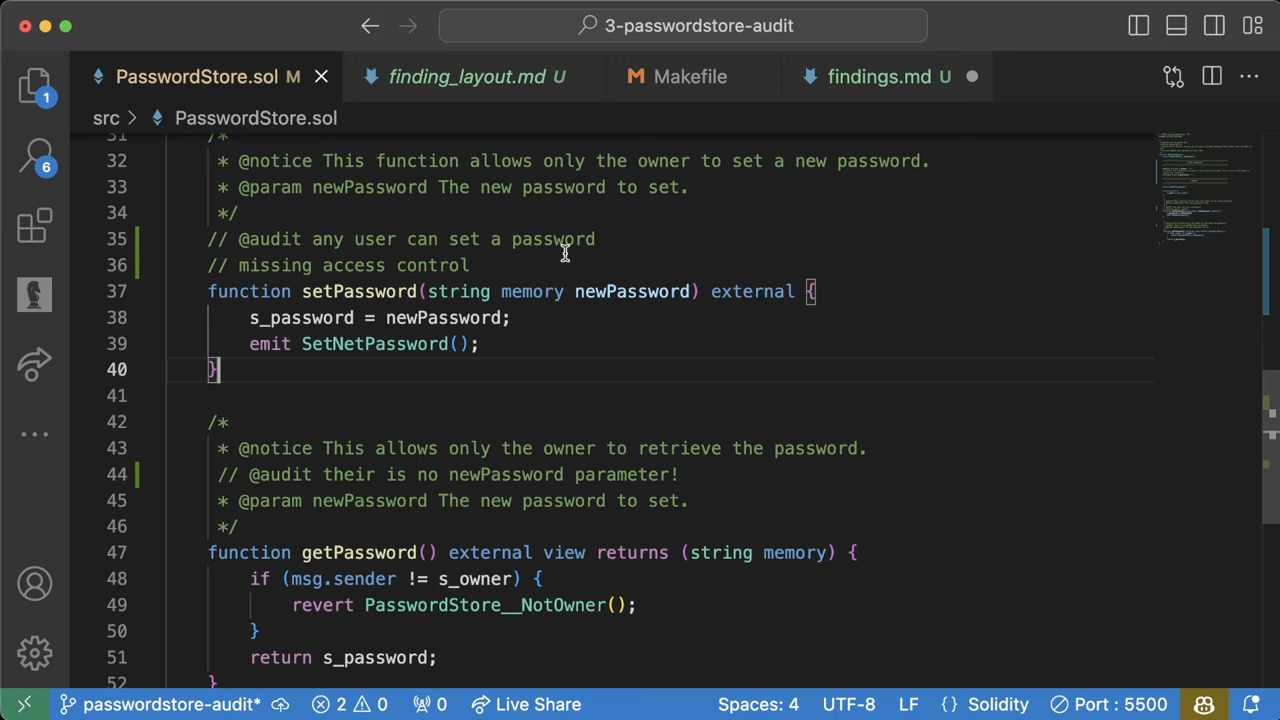 3-passwordstore-audit
PasswordStore.sol M
finding_layout.md U
Makefile
findings.md U
1
src > PasswordStore.sol
31 /*
32 * @notice This function allows only the owner to set a new password.
33 * @param newPassword The new password to set.
34 */
35 // @audit any user can set a password
36 // missing access control
37 function setPassword(string memory newPassword) external {
38 s_password = newPassword;
39 emit SetNetPassword();
40 }
41
42 /*
43 * @notice This allows only the owner to retrieve the password.
44 // @audit their is no newPassword parameter!
45 * @param newPassword The new password to set.
46 */
47 function getPassword() external view returns (string memory) {
48 if (msg.sender != s_owner) {
49 revert PasswordStore__NotOwner();
50 }
51 return s_password;
52 }
6
passwordstore-audit* 2 0 0 Live Share Spaces: 4 UTF-8 LF {} Solidity Port : 5500